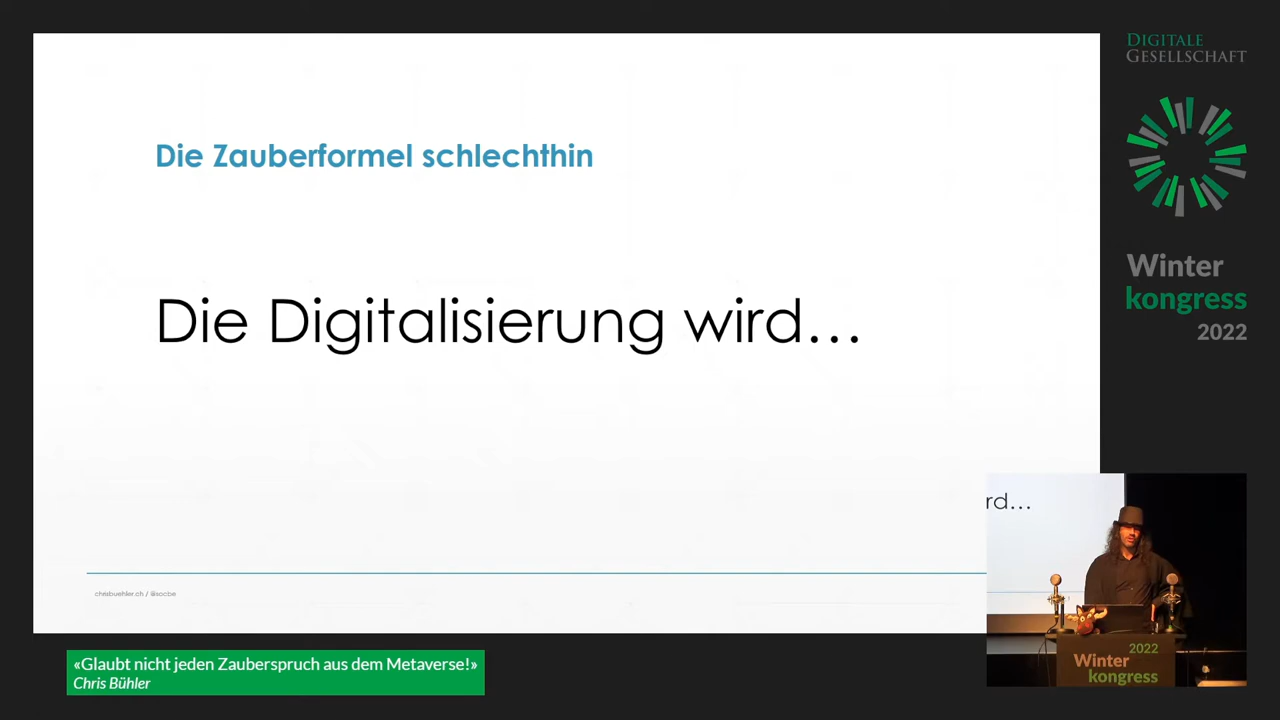 Die Zauberformel schlechthin
Die Digitalisierung wird...
chrisbuehler.ch / @socbe
«Glaubt nicht jeden Zauberspruch aus dem Metaverse!»
Chris Bühler
DIGITALE
GESELLSCHAFT
Winter
kongress
2022
rd...
2022
Winter
kongress